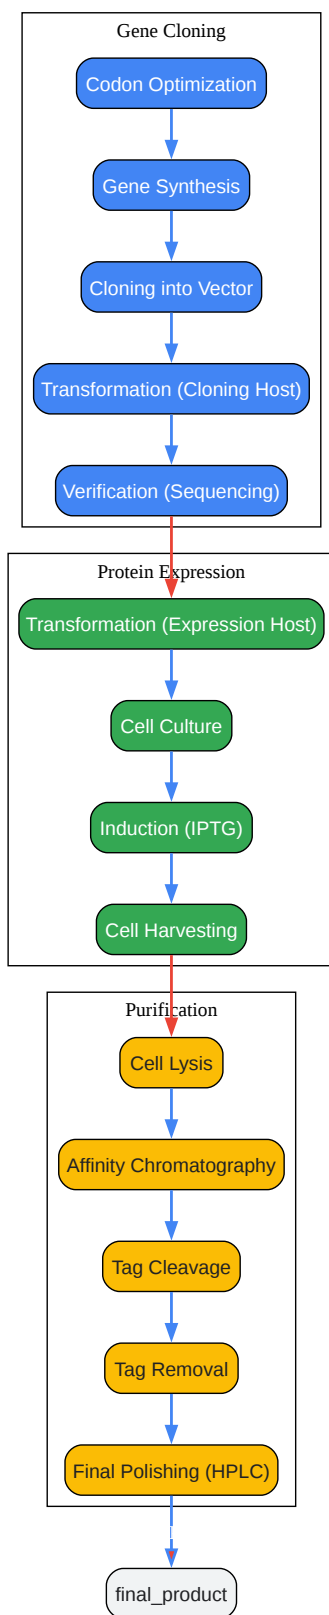 Gene Cloning
Codon Optimization
Gene Synthesis
Cloning into Vector
Transformation (Cloning Host)
Verification (Sequencing)
Protein Expression
Transformation (Expression Host)
Cell Culture
Induction (IPTG)
Cell Harvesting
Purification
Cell Lysis
Affinity Chromatography
Tag Cleavage
Tag Removal
Final Polishing (HPLC)
final_product